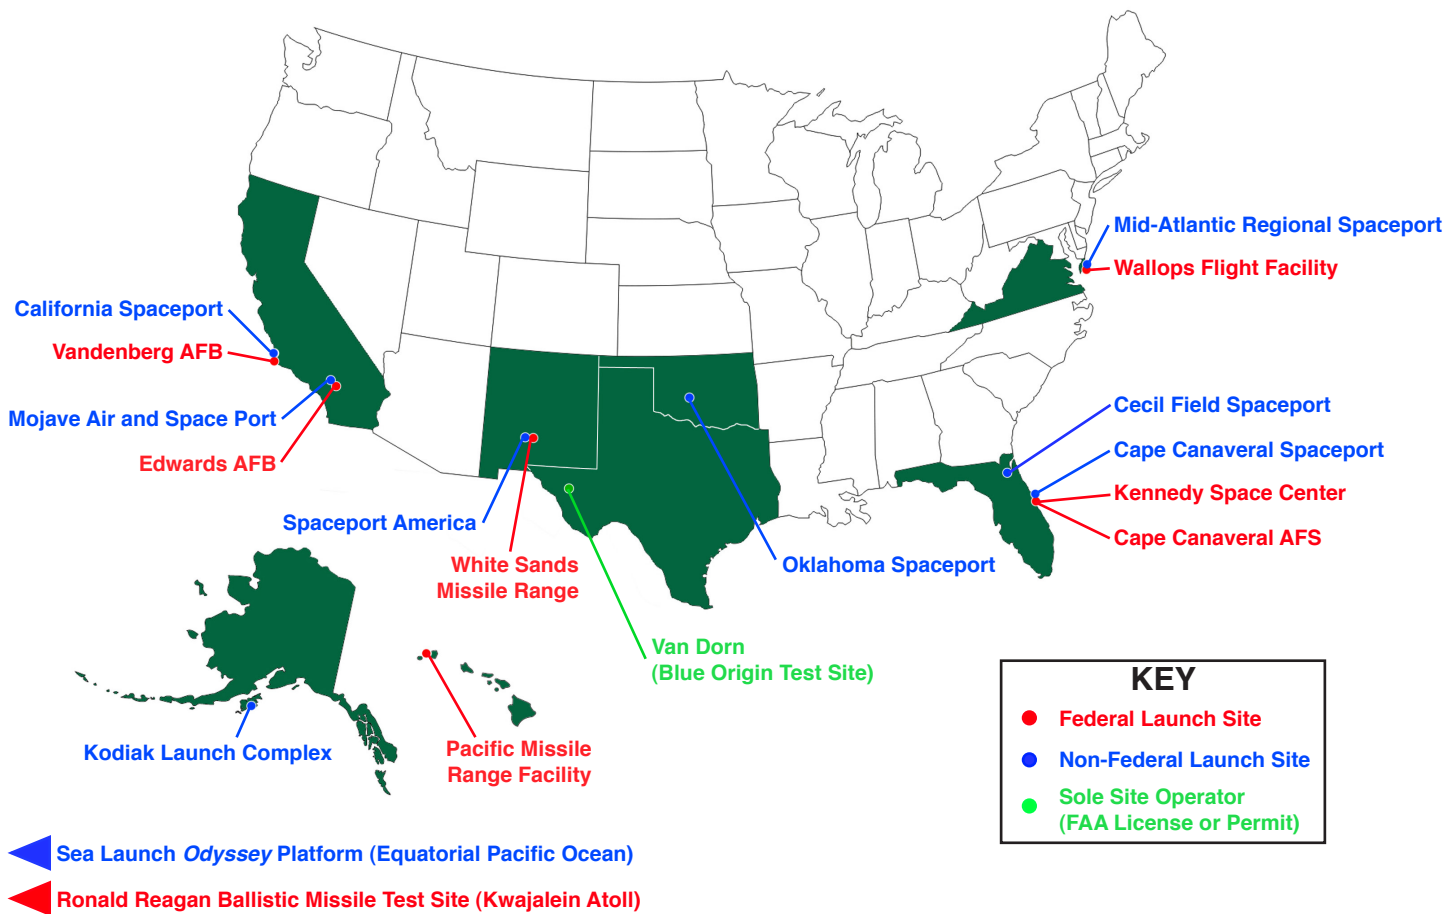 Mid-Atlantic Regional Spaceport
Wallops Flight Facility
California Spaceport
Vandenberg AFB
Mojave Air and Space Port
Edwards AFB
Cecil Field Spaceport
Cape Canaveral Spaceport
Kennedy Space Center
Cape Canaveral AFS
Spaceport America
White Sands
Missile Range
Oklahoma Spaceport
Van Dorn
(Blue Origin Test Site)
Kodiak Launch Complex
Pacific Missile
Range Facility
KEY
Federal Launch Site
Non-Federal Launch Site
Sole Site Operator
(FAA License or Permit)
Sea Launch Odyssey Platform (Equatorial Pacific Ocean)
Ronald Reagan Ballistic Missile Test Site (Kwajalein Atoll)